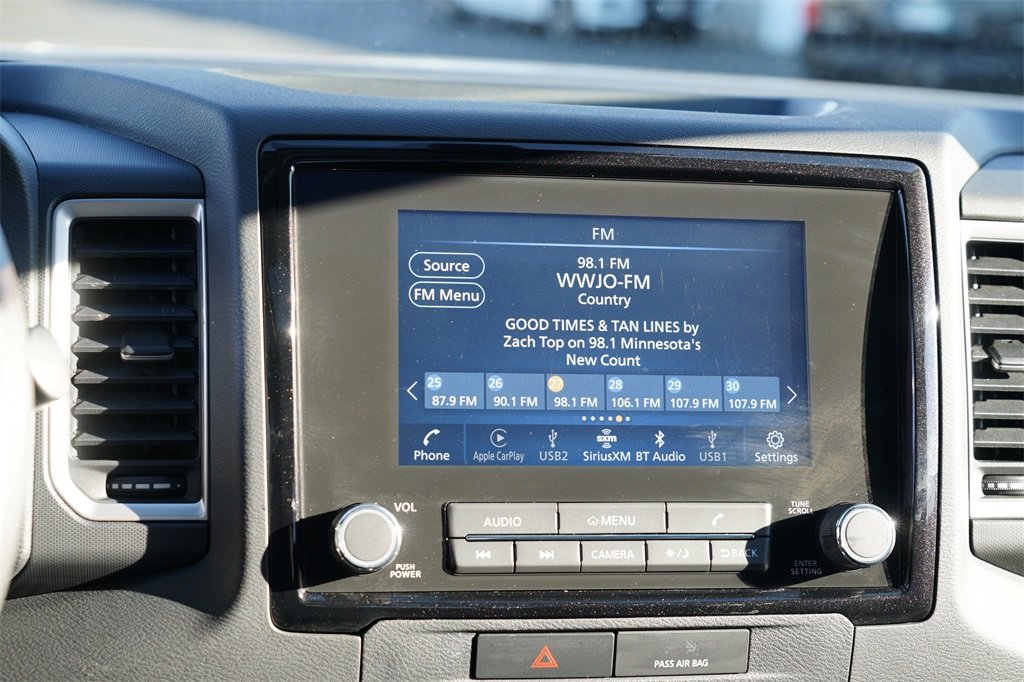 FM
Source
98.1 FM
WWJO-FM
FM Menu
Country
GOOD TIMES & TAN LINES by
Zach Top on 98.1 Minnesota's
New Count
25 26 27 28 29 30
87.9 FM 90.1 FM 98.1 FM 106.1 FM 107.9 FM 107.9 FM
sxm
Phone Apple CarPlay USB2 SiriusXM BT Audio USB1 Settings
VOL
TUNE
SCROLL
AUDIO MENU
CAMERA BACK
PUSH
POWER
ENTER
SETTING
PASS AIR BAG